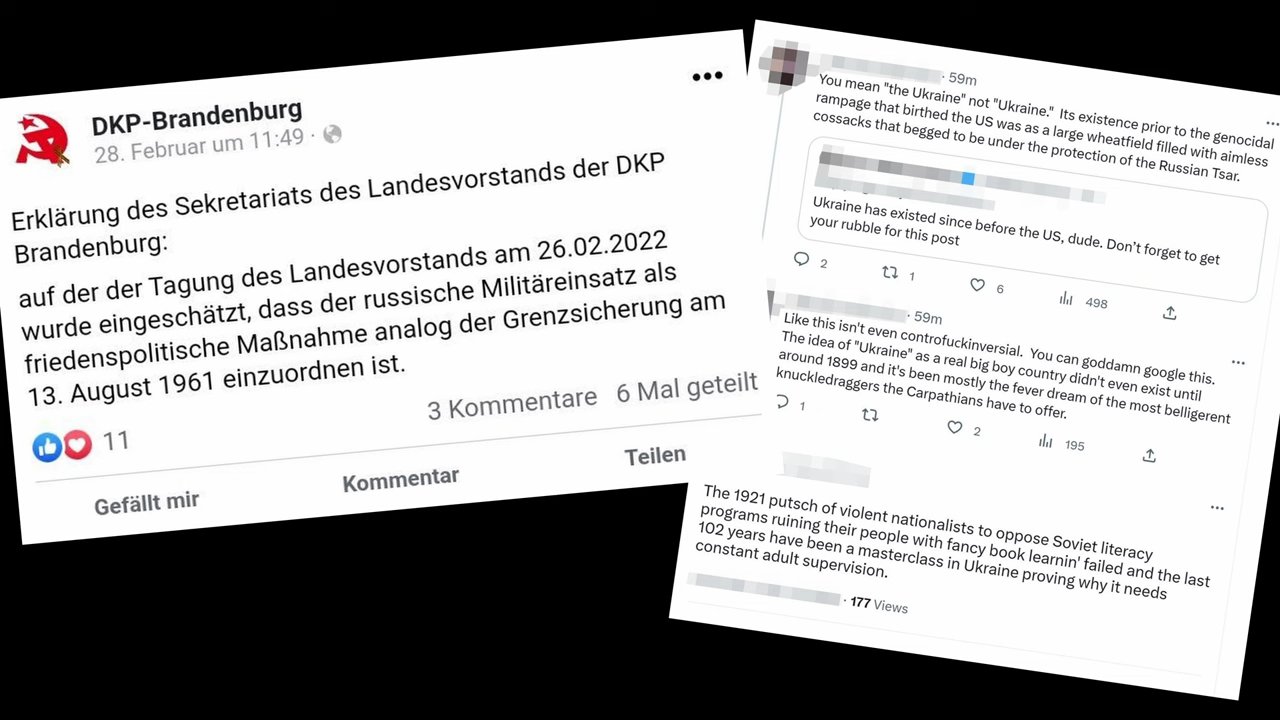 DKP-Brandenburg
28. Februar um 11:49 ·
Erklärung des Sekretariats des Landesvorstands der DKP
Brandenburg:
auf der der Tagung des Landesvorstands am 26.02.2022
wurde eingeschätzt, dass der russische Militäreinsatz als
friedenspolitische Maßnahme analog der Grenzsicherung am
13. August 1961 einzuordnen ist.
11
3 Kommentare 6 Mal geteilt
Gefällt mir Kommentar Teilen
· 59m
You mean "the Ukraine" not "Ukraine." Its existence prior to the genocidal
rampage that birthed the US was as a large wheatfield filled with aimless
cossacks that begged to be under the protection of the Russian Tsar.
Ukraine has existed since before the US, dude. Don't forget to get
your rubble for this post
2 1 6 498
· 59m
Like this isn't even controfuckinversial. You can goddamn google this.
The idea of "Ukraine" as a real big boy country didn't even exist until
around 1899 and it's been mostly the fever dream of the most belligerent
knuckledraggers the Carpathians have to offer.
1 2 195
The 1921 putsch of violent nationalists to oppose Soviet literacy
programs ruining their people with fancy book learnin' failed and the last
102 years have been a masterclass in Ukraine proving why it needs
constant adult supervision.
· 177 Views